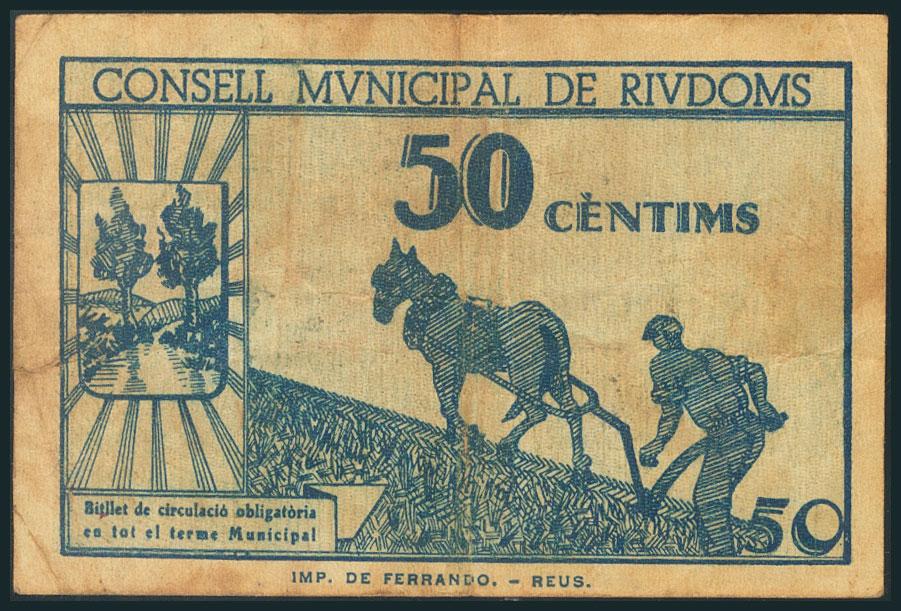 CONSELL MVNICIPAL DE RIVDOMS
50 CÈNTIMS
Bitllet de circulació obligatòria
en tot el terme Municipal
50
IMP. DE FERRANDO. - REUS.